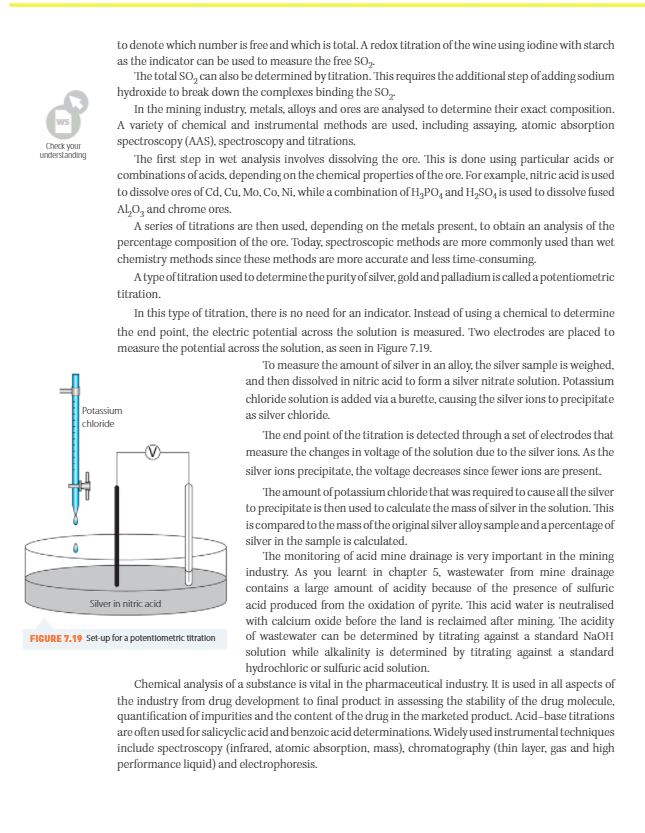 to denote which number is free and which is total. A redox titration of the wine using iodine with starch
as the indicator can be used to measure the free SO₂.
The total SO₂ can also be determined by titration. This requires the additional step of adding sodium
hydroxide to break down the complexes binding the SO₂.
In the mining industry, metals, alloys and ores are analysed to determine their exact composition.
A variety of chemical and instrumental methods are used, including assaying, atomic absorption
spectroscopy (AAS), spectroscopy and titrations.
WS
Check your
understanding
The first step in wet analysis involves dissolving the ore. This is done using particular acids or
combinations of acids, depending on the chemical properties of the ore. For example, nitric acid is used
to dissolve ores of Cd, Cu, Mo, Co, Ni, while a combination of H₃PO₄ and H₂SO₄ is used to dissolve fused
Al₂O₃ and chrome ores.
A series of titrations are then used, depending on the metals present, to obtain an analysis of the
percentage composition of the ore. Today, spectroscopic methods are more commonly used than wet
chemistry methods since these methods are more accurate and less time-consuming.
A type of titration used to determine the purity of silver, gold and palladium is called a potentiometric
titration.
In this type of titration, there is no need for an indicator. Instead of using a chemical to determine
the end point, the electric potential across the solution is measured. Two electrodes are placed to
measure the potential across the solution, as seen in Figure 7.19.
To measure the amount of silver in an alloy, the silver sample is weighed,
and then dissolved in nitric acid to form a silver nitrate solution. Potassium
chloride solution is added via a burette, causing the silver ions to precipitate
as silver chloride.
The end point of the titration is detected through a set of electrodes that
measure the changes in voltage of the solution due to the silver ions. As the
silver ions precipitate, the voltage decreases since fewer ions are present.
The amount of potassium chloride that was required to cause all the silver
to precipitate is then used to calculate the mass of silver in the solution. This
is compared to the mass of the original silver alloy sample and a percentage of
silver in the sample is calculated.
The monitoring of acid mine drainage is very important in the mining
industry. As you learnt in chapter 5, wastewater from mine drainage
contains a large amount of acidity because of the presence of sulfuric
acid produced from the oxidation of pyrite. This acid water is neutralised
with calcium oxide before the land is reclaimed after mining. The acidity
of wastewater can be determined by titrating against a standard NaOH
solution while alkalinity is determined by titrating against a standard
hydrochloric or sulfuric acid solution.
Potassium
chloride
V
Silver in nitric acid
FIGURE 7.19 Set-up for a potentiometric titration
Chemical analysis of a substance is vital in the pharmaceutical industry. It is used in all aspects of
the industry from drug development to final product in assessing the stability of the drug molecule,
quantification of impurities and the content of the drug in the marketed product. Acid–base titrations
are often used for salicyclic acid and benzoic acid determinations. Widely used instrumental techniques
include spectroscopy (infrared, atomic absorption, mass), chromatography (thin layer, gas and high
performance liquid) and electrophoresis.